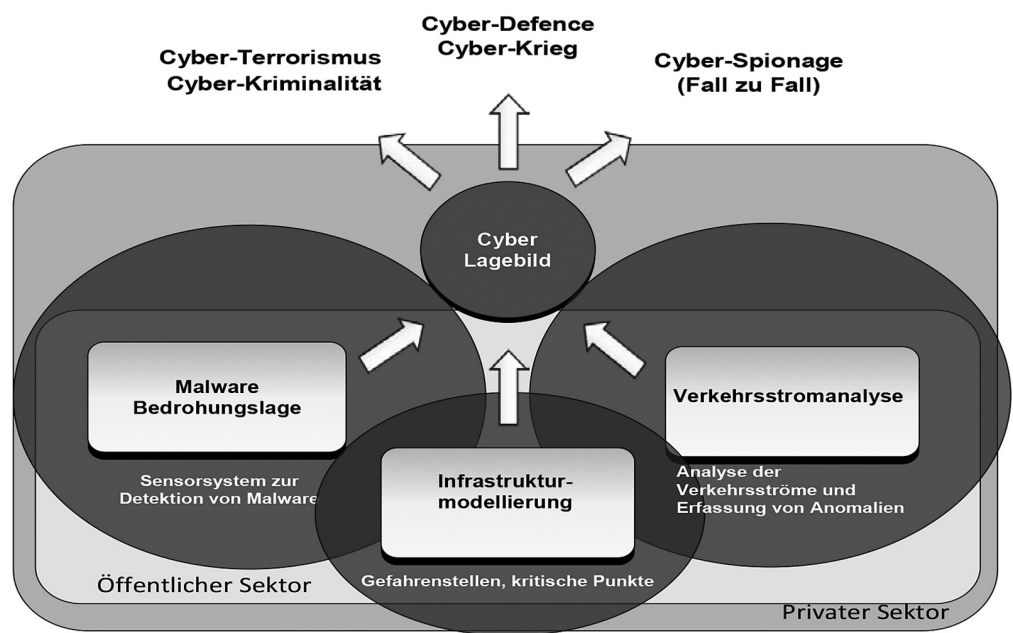 Cyber-Defence
Cyber-Krieg
Cyber-Terrorismus
Cyber-Kriminalität
Cyber-Spionage
(Fall zu Fall)
Cyber
Lagebild
Malware
Bedrohungslage
Sensorsystem zur
Detektion von Malware
Infrastruktur-
modellierung
Gefahrenstellen, kritische Punkte
Verkehrsstromanalyse
Analyse der
Verkehrsströme und
Erfassung von Anomalien
Öffentlicher Sektor
Privater Sektor